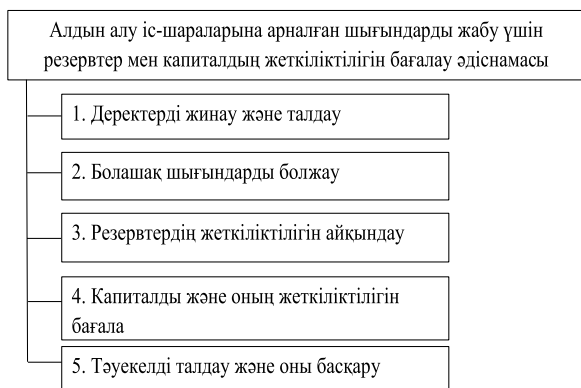 Алдын алу іс-шараларына арналған шығындарды жабу үшін
резервтер мен капиталдың жеткіліктілігін бағалау әдіснамасы
1. Деректерді жинау және талдау
2. Болашақ шығындарды болжау
3. Резервтердің жеткіліктілігін айқындау
4. Капиталды және оның жеткіліктілігін
бағала
5. Тәуекелді талдау және оны басқару